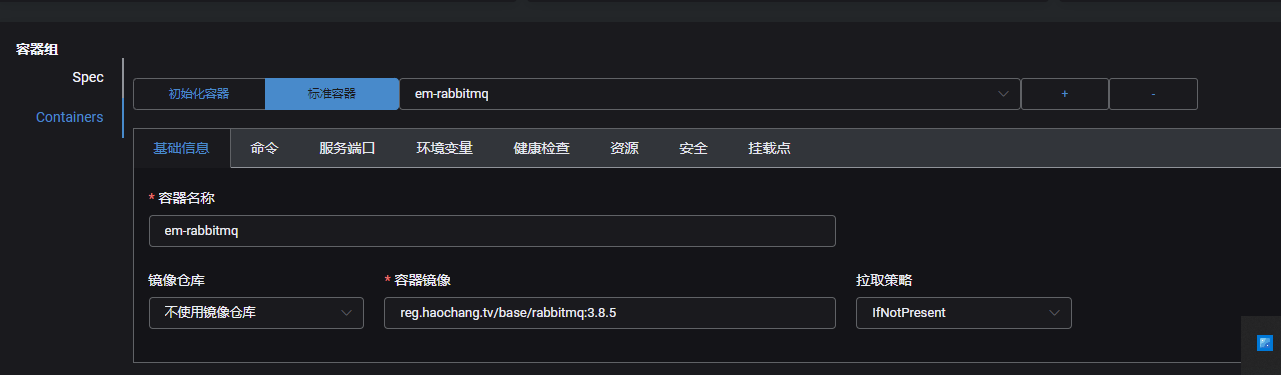 容器组
Spec
Containers
初始化容器 标准容器 em-rabbitmq + -
基础信息 命令 服务端口 环境变量 健康检查 资源 安全 挂载点
* 容器名称
em-rabbitmq
镜像仓库 * 容器镜像 拉取策略
不使用镜像仓库 reg.haochang.tv/base/rabbitmq:3.8.5 IfNotPresent